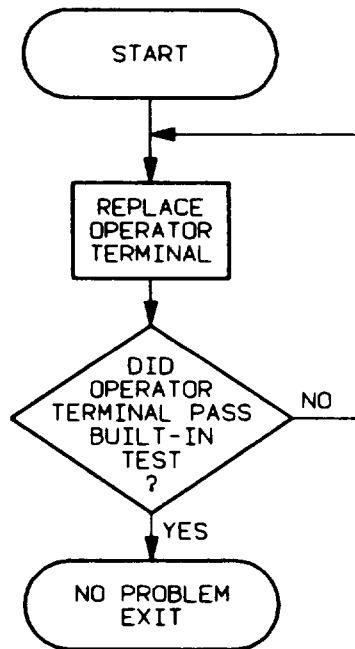 START
REPLACE
OPERATOR
TERMINAL
DID
OPERATOR
TERMINAL PASS
BUILT-IN
TEST
?
NO
YES
NO PROBLEM
EXIT